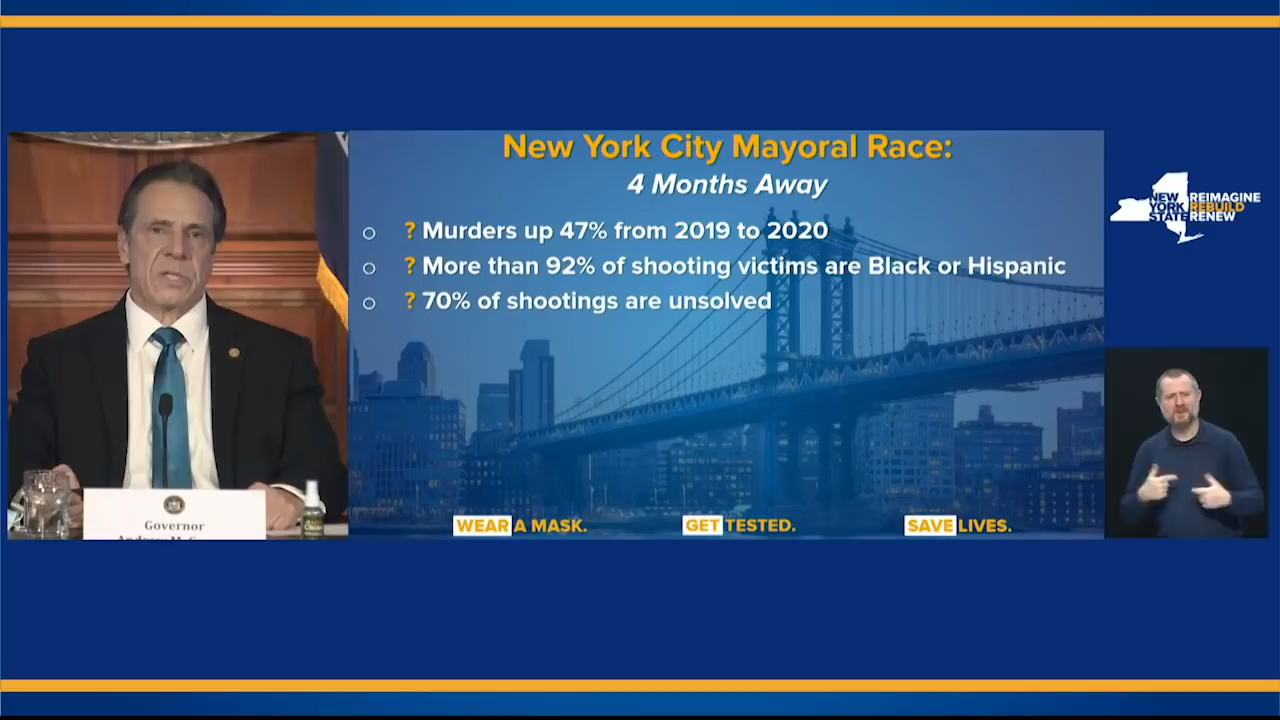 New York City Mayoral Race:
4 Months Away
? Murders up 47% from 2019 to 2020
? More than 92% of shooting victims are Black or Hispanic
? 70% of shootings are unsolved
WEAR A MASK. GET TESTED. SAVE LIVES.
Governor
NEW YORK STATE
REIMAGINE
REBUILD
RENEW